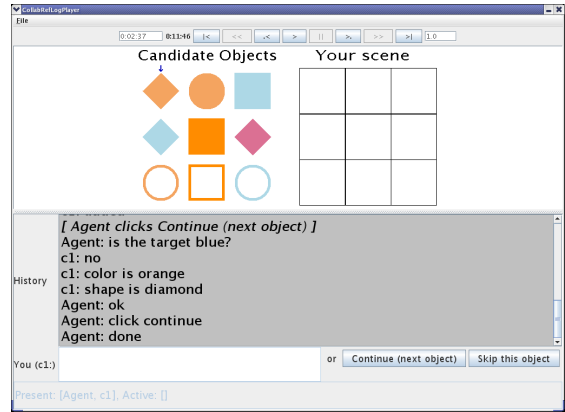 CollabRefLogPlayer
File
0:02:37 0:11:46 |< << .< > || >. >> >| 1.0
Candidate Objects Your scene
[ Agent clicks Continue (next object) ]
Agent: is the target blue?
c1: no
c1: color is orange
c1: shape is diamond
Agent: ok
Agent: click continue
Agent: done
History
You (c1:) or Continue (next object) Skip this object
Present: [Agent, c1], Active: []